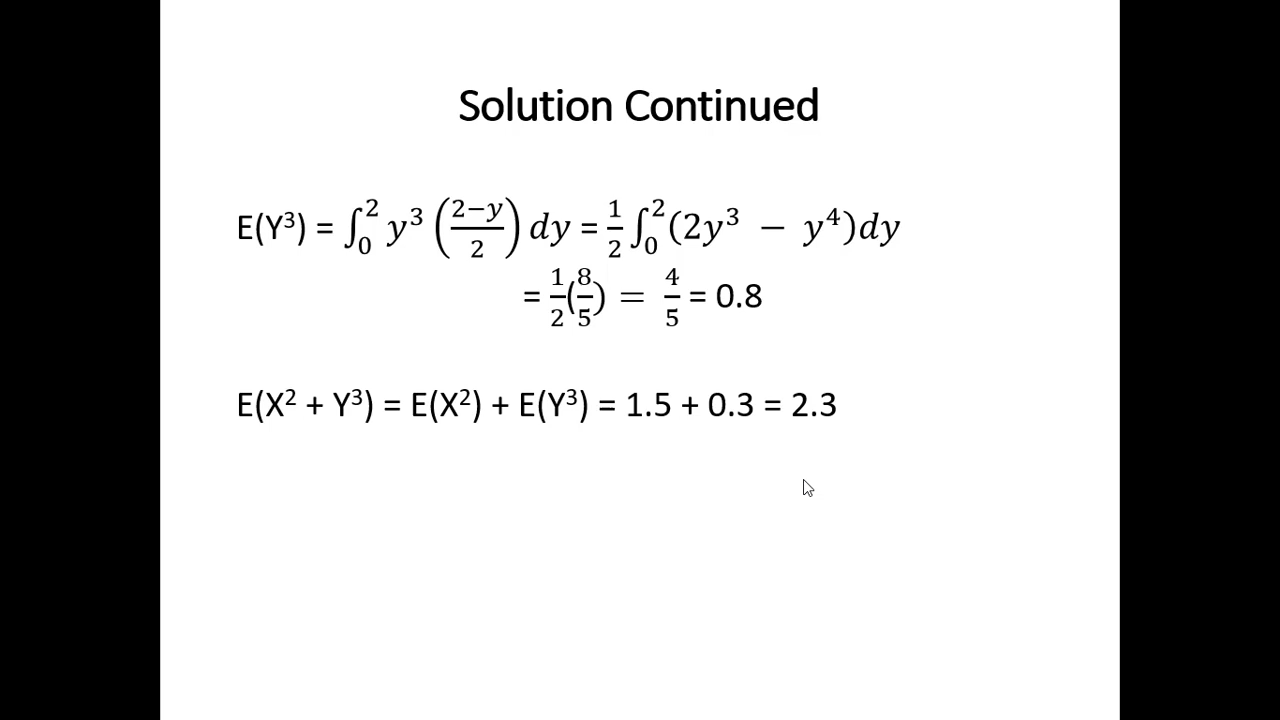 Solution Continued
E(Y³) = ∫₀² y³ ((2−y)/2) dy = 1/2 ∫₀² (2y³ − y⁴)dy
= 1/2(8/5) = 4/5 = 0.8
E(X² + Y³) = E(X²) + E(Y³) = 1.5 + 0.3 = 2.3